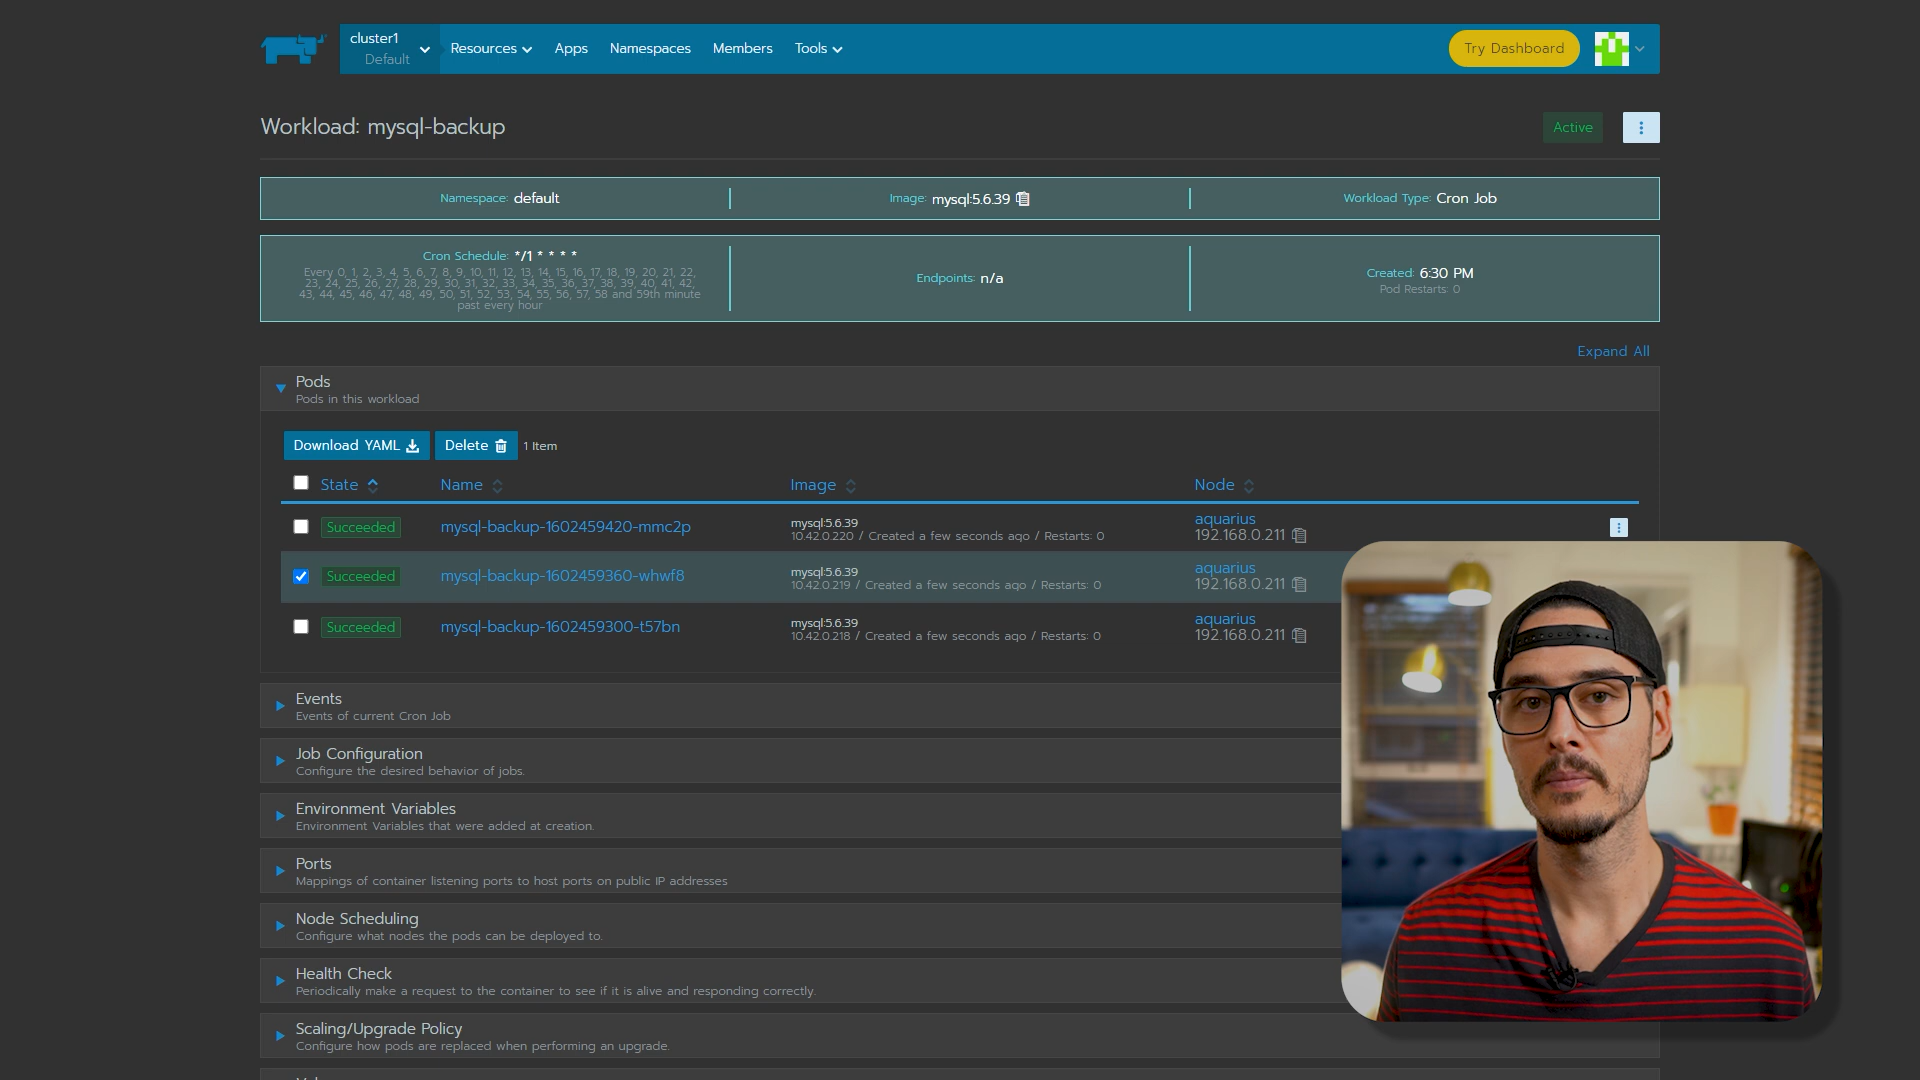 cluster1
Default
Resources
Apps
Namespaces
Members
Tools
Try Dashboard
Workload: mysql-backup
Active
Namespace: default
Image: mysql:5.6.39
Workload Type: Cron Job
Cron Schedule: */1 * * * *
Every 0, 1, 2, 3, 4, 5, 6, 7, 8, 9, 10, 11, 12, 13, 14, 15, 16, 17, 18, 19, 20, 21, 22,
23, 24, 25, 26, 27, 28, 29, 30, 31, 32, 33, 34, 35, 36, 37, 38, 39, 40, 41, 42,
43, 44, 45, 46, 47, 48, 49, 50, 51, 52, 53, 54, 55, 56, 57, 58 and 59th minute
past every hour
Endpoints: n/a
Created: 6:30 PM
Pod Restarts: 0
Expand All
Pods
Pods in this workload
Download YAML
Delete
1 Item
State
Name
Image
Node
Succeeded
mysql-backup-1602459420-mmc2p
mysql:5.6.39
10.42.0.220 / Created a few seconds ago / Restarts: 0
aquarius
192.168.0.211
Succeeded
mysql-backup-1602459360-whwf8
mysql:5.6.39
10.42.0.219 / Created a few seconds ago / Restarts: 0
aquarius
192.168.0.211
Succeeded
mysql-backup-1602459300-t57bn
mysql:5.6.39
10.42.0.218 / Created a few seconds ago / Restarts: 0
aquarius
192.168.0.211
Events
Events of current Cron Job
Job Configuration
Configure the desired behavior of jobs.
Environment Variables
Environment Variables that were added at creation.
Ports
Mappings of container listening ports to host ports on public IP addresses
Node Scheduling
Configure what nodes the pods can be deployed to.
Health Check
Periodically make a request to the container to see if it is alive and responding correctly.
Scaling/Upgrade Policy
Configure how pods are replaced when performing an upgrade.